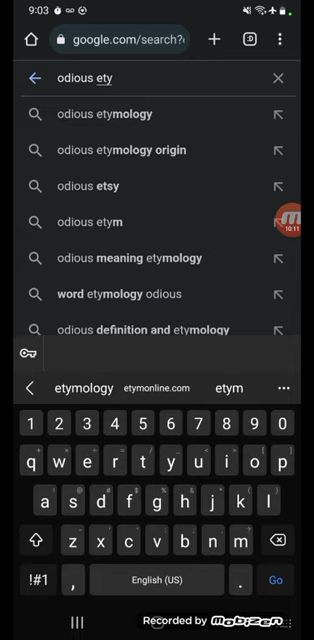 9:03
google.com/search?
:D
odious ety
odious etymology
odious etymology origin
odious etsy
odious etym
10:11
odious meaning etymology
word etymology odious
odious definition and etymology
etymology etymonline.com etym
1 2 3 4 5 6 7 8 9 0
q w e r t y u i o p
a s d f g h j k l
z x c v b n m
!#1 , English (US) . Go
Recorded by Mobizen